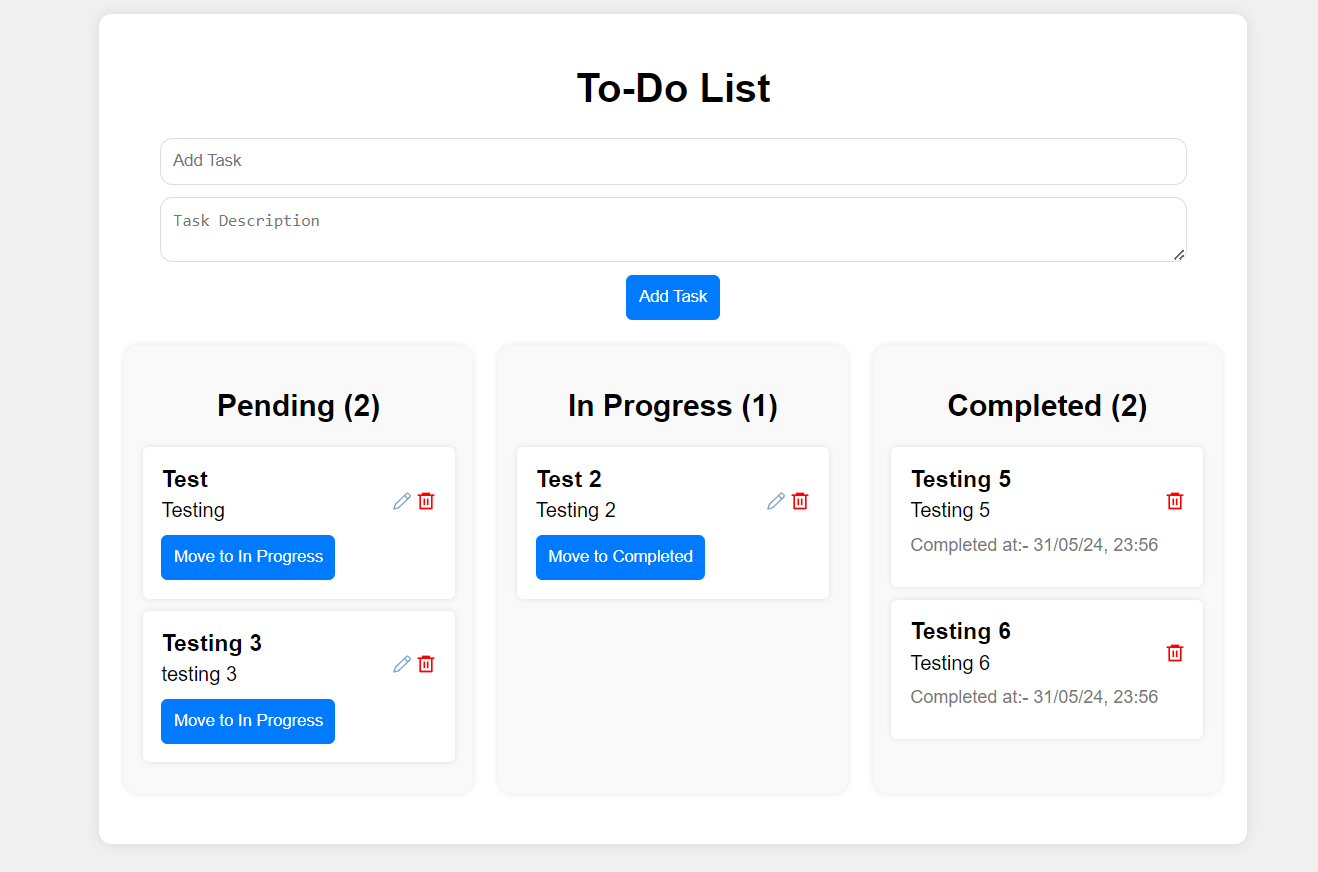 To-Do List
Add Task
Task Description
Add Task
Pending (2)
Test
Testing
Move to In Progress
Testing 3
testing 3
Move to In Progress
In Progress (1)
Test 2
Testing 2
Move to Completed
Completed (2)
Testing 5
Testing 5
Completed at:- 31/05/24, 23:56
Testing 6
Testing 6
Completed at:- 31/05/24, 23:56